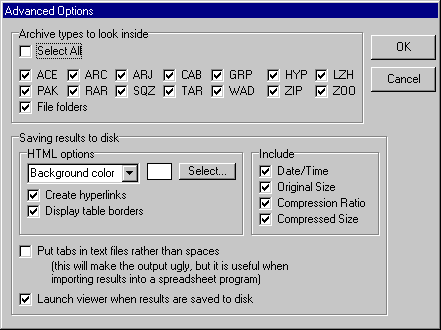 Advanced Options
Archive types to look inside
Select All
OK
ACE ARC ARJ CAB GRP HYP LZH
Cancel
PAK RAR SQZ TAR WAD ZIP ZOO
File folders
Saving results to disk
HTML options
Include
Background color Select...
Date/Time
Create hyperlinks
Original Size
Display table borders
Compression Ratio
Compressed Size
Put tabs in text files rather than spaces
(this will make the output ugly, but it is useful when
importing results into a spreadsheet program)
Launch viewer when results are saved to disk